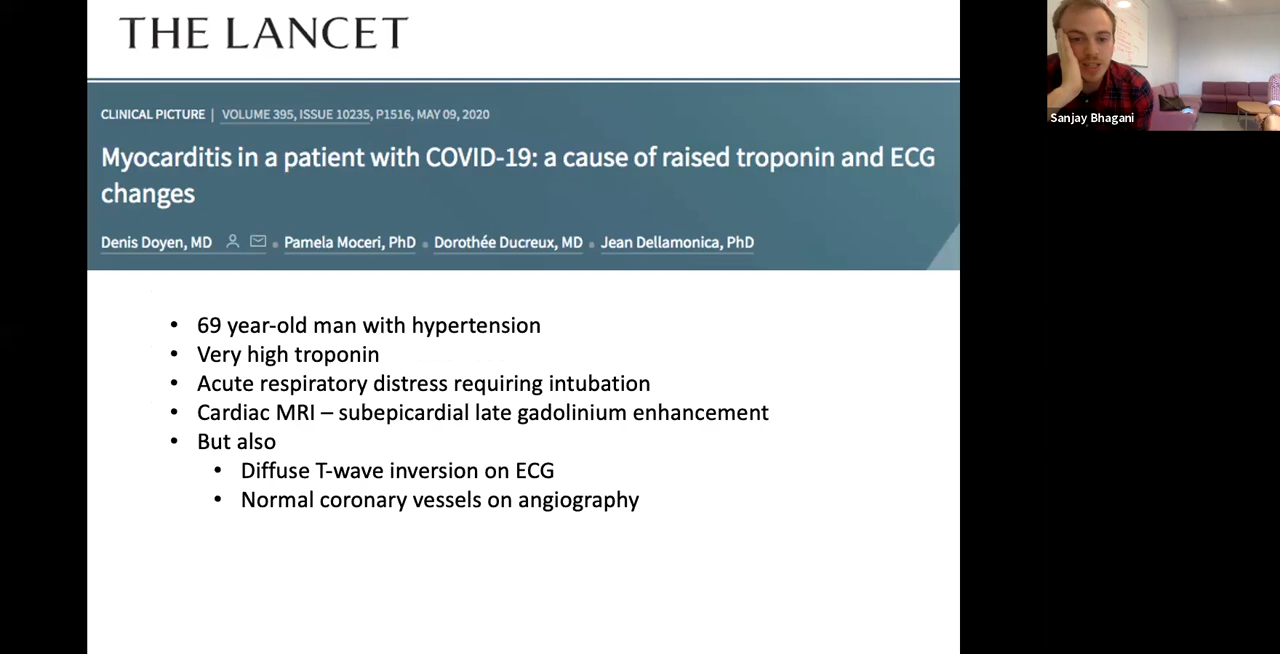 THE LANCET
CLINICAL PICTURE | VOLUME 395, ISSUE 10235, P1516, MAY 09, 2020
Myocarditis in a patient with COVID-19: a cause of raised troponin and ECG
changes
Denis Doyen, MD • Pamela Moceri, PhD • Dorothée Ducreux, MD • Jean Dellamonica, PhD
• 69 year-old man with hypertension
• Very high troponin
• Acute respiratory distress requiring intubation
• Cardiac MRI – subepicardial late gadolinium enhancement
• But also
• Diffuse T-wave inversion on ECG
• Normal coronary vessels on angiography
Sanjay Bhagani